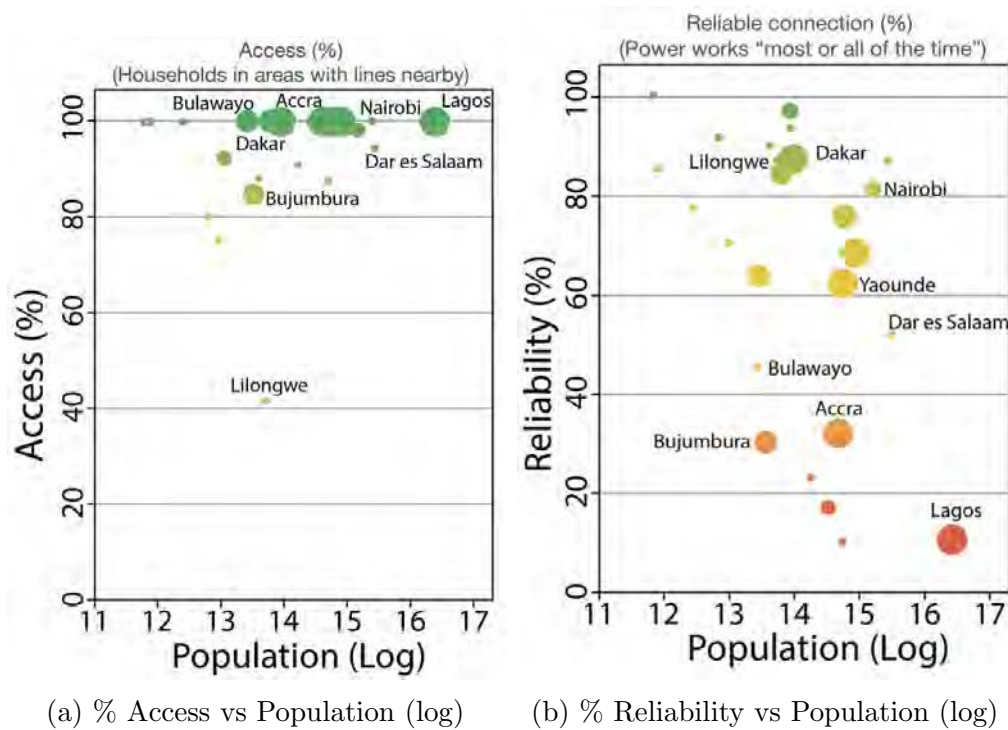 Access (%)
(Households in areas with lines nearby)
Bulawayo
Accra
Nairobi
Lagos
Dakar
Dar es Salaam
Bujumbura
Lilongwe
Access (%)
100
80
60
40
20
0
11 12 13 14 15 16 17
Population (Log)
(a) % Access vs Population (log)
Reliable connection (%)
(Power works “most or all of the time”)
Lilongwe
Dakar
Nairobi
Yaounde
Dar es Salaam
Bulawayo
Accra
Bujumbura
Lagos
Reliability (%)
100
80
60
40
20
0
11 12 13 14 15 16 17
Population (Log)
(b) % Reliability vs Population (log)